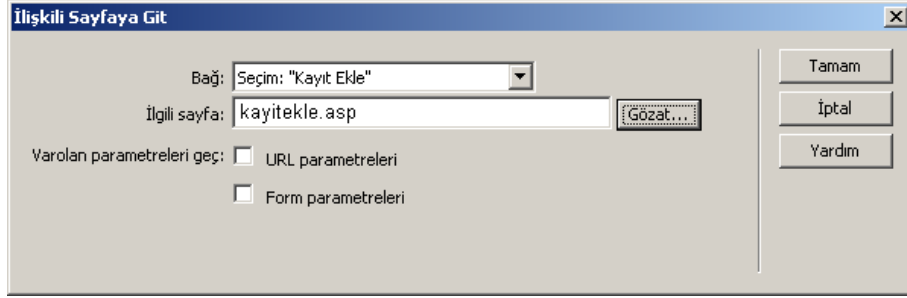 İlişkili Sayfaya Git
Bağ: Seçim: "Kayıt Ekle"
İlgili sayfa: kayitekle.asp Gözat...
Varolan parametreleri geç: URL parametreleri
Form parametreleri
Tamam
İptal
Yardım